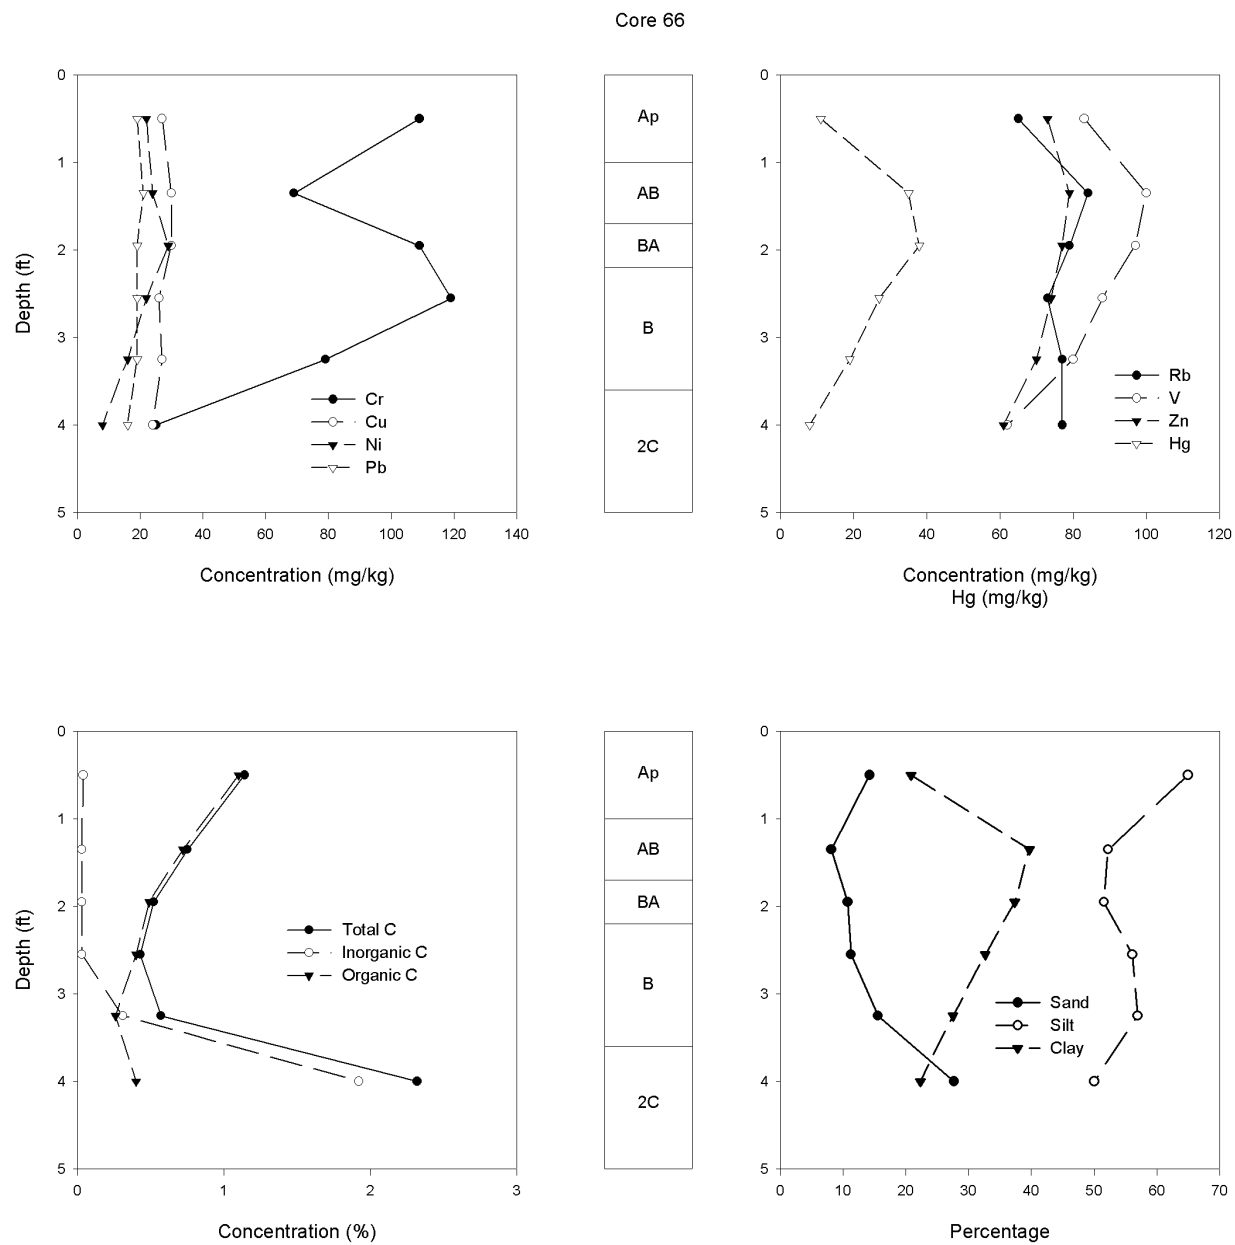 Core 66
0
1
2
3
4
5
Depth (ft)
Cr
Cu
Ni
Pb
0 20 40 60 80 100 120 140
Concentration (mg/kg)
Ap
AB
BA
B
2C
0
1
2
3
4
5
Rb
V
Zn
Hg
0 20 40 60 80 100 120
Concentration (mg/kg)
Hg (mg/kg)
0
1
2
3
4
5
Depth (ft)
Total C
Inorganic C
Organic C
0 1 2 3
Concentration (%)
Ap
AB
BA
B
2C
0
1
2
3
4
5
Sand
Silt
Clay
0 10 20 30 40 50 60 70
Percentage